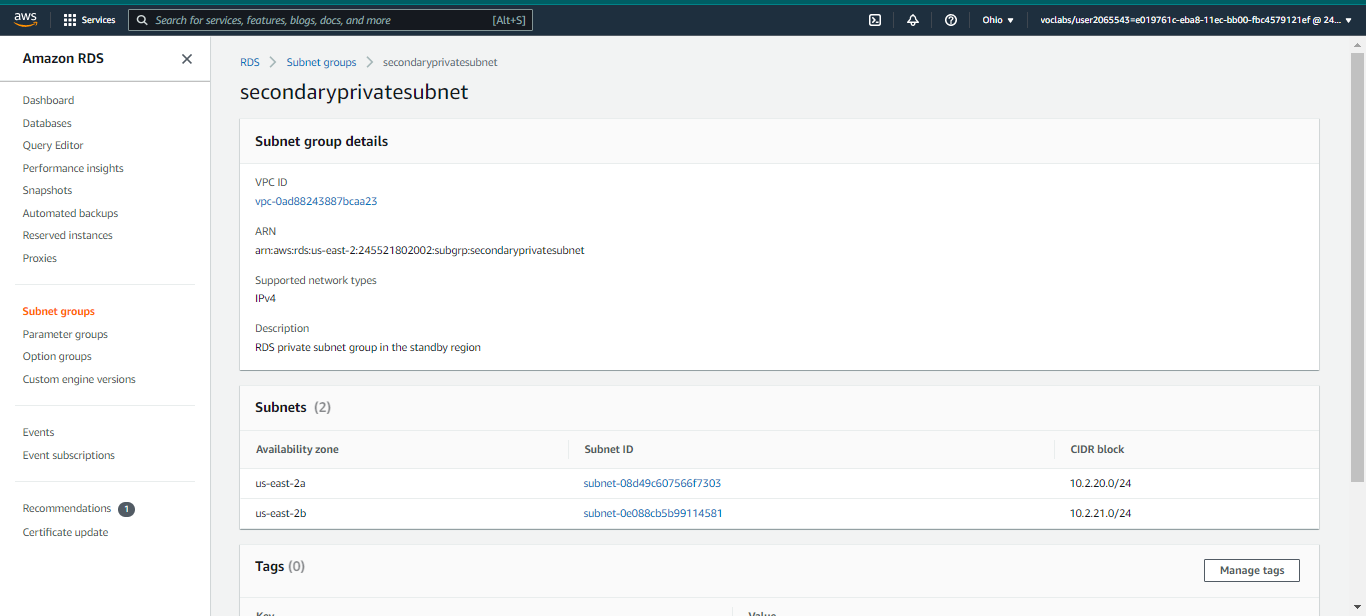 aws
Services
Search for services, features, blogs, docs, and more [Alt+S]
Ohio ▼
voclabs/user2065543=e019761c-eba8-11ec-bb00-fbc4579121ef @ 24... ▼
Amazon RDS
Dashboard
Databases
Query Editor
Performance insights
Snapshots
Automated backups
Reserved instances
Proxies
Subnet groups
Parameter groups
Option groups
Custom engine versions
Events
Event subscriptions
Recommendations 1
Certificate update
RDS > Subnet groups > secondaryprivatesubnet
secondaryprivatesubnet
Subnet group details
VPC ID
vpc-0ad88243887bcaa23
ARN
arn:aws:rds:us-east-2:245521802002:subgrp:secondaryprivatesubnet
Supported network types
IPv4
Description
RDS private subnet group in the standby region
Subnets (2)
Availability zone Subnet ID CIDR block
us-east-2a subnet-08d49c607566f7303 10.2.20.0/24
us-east-2b subnet-0e088cb5b99114581 10.2.21.0/24
Tags (0) Manage tags
Key Value